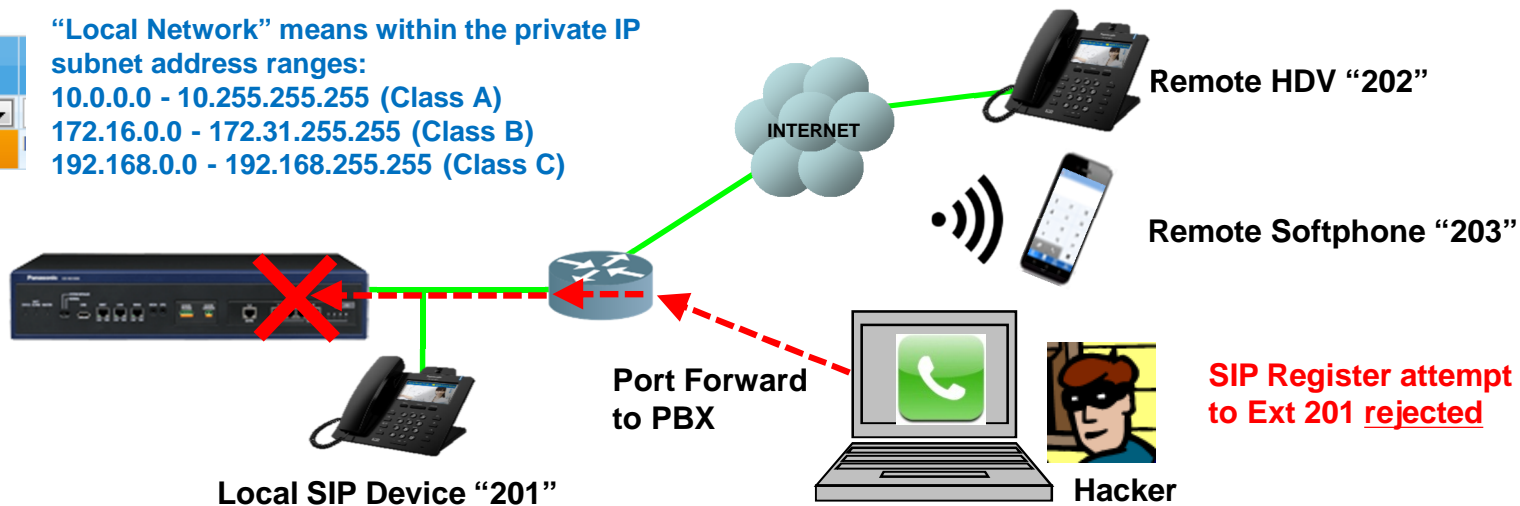 “Local Network” means within the private IP
subnet address ranges:
10.0.0.0 - 10.255.255.255 (Class A)
172.16.0.0 - 172.31.255.255 (Class B)
192.168.0.0 - 192.168.255.255 (Class C)
INTERNET
Remote HDV “202”
Remote Softphone “203”
Panasonic
Port Forward
to PBX
SIP Register attempt
to Ext 201 rejected
Local SIP Device “201”
Hacker